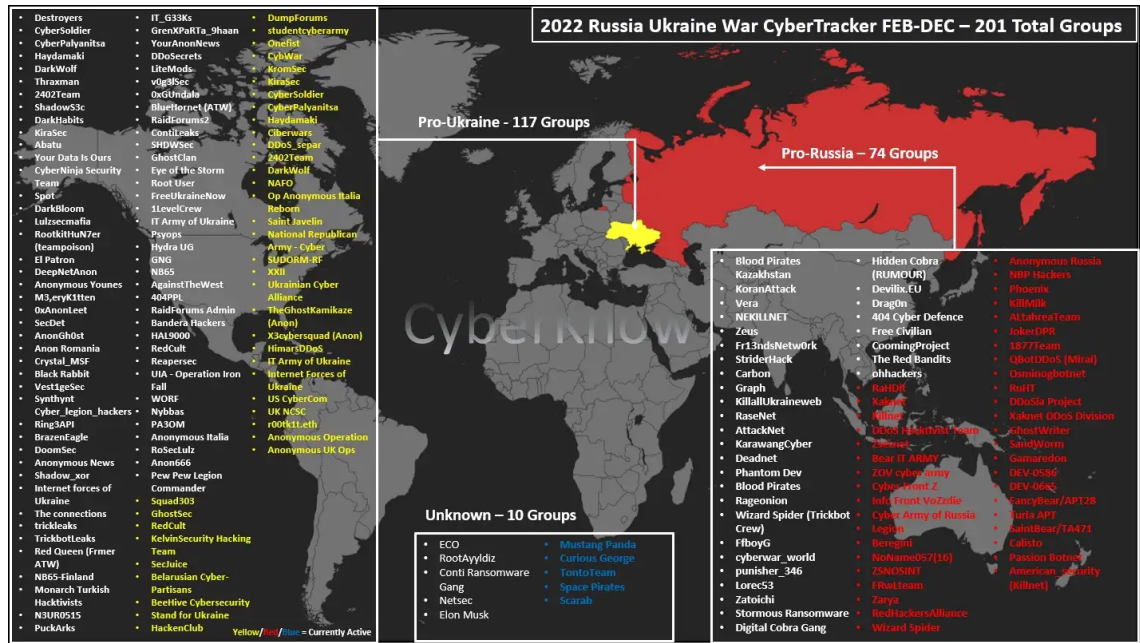 2022 Russia Ukraine War CyberTracker FEB-DEC – 201 Total Groups
Destroyers
CyberSoldier
CyberPalyanitsa
Haydamaki
DarkWolf
Thraxman
2402Team
ShadowS3c
DarkHabits
KiraSec
Abatu
Your Data Is Ours
CyberNinja Security
Team
Spot
DarkBloom
Lulzsecmafia
RootkitHuN7er
(teampoison)
El Patron
DeepNetAnon
Anonymous Younes
M3,eryK1tten
0xAnonLeet
SecDet
AnonGh0st
Anon Romania
Crystal_MSF
Black Rabbit
Vest1geSec
Synthynt
Cyber_legion_hackers
Ring3API
BrazenEagle
DoomSec
Anonymous News
Shadow_xor
Internet forces of
Ukraine
The connections
trickleaks
TrickbotLeaks
Red Queen (Frmer
ATW)
NB65-Finland
Monarch Turkish
Hacktivists
N3UR0515
PuckArks
IT_G33Ks
GrenXPaRTa_9haan
YourAnonNews
DDoSecrets
LiteMods
v0g3lSec
0xGUndala
BlueHornet (ATW)
RaidForums2
ContiLeaks
SHDWSec
GhostClan
Eye of the Storm
Root User
FreeUkraineNow
1LevelCrew
IT Army of Ukraine
Psyops
Hydra UG
GNG
NB65
AgainstTheWest
404PPL
RaidForums Admin
Bandera Hackers
HAL9000
RedCult
Reapersec
UIA - Operation Iron
Fall
WORF
Nybbas
PA3OM
Anonymous Italia
RoSecLulz
Anon666
Pew Pew Legion
Commander
Squad303
GhostSec
RedCult
KelvinSecurity Hacking
Team
SecJuice
Belarusian Cyber-
Partisans
BeeHive Cybersecurity
Stand for Ukraine
HackenClub
DumpForums
studentcyberarmy
Onefist
CybWar
KromSec
KiraSec
CyberSoldier
CyberPalyanitsa
Haydamaki
Ciberwars
DDoS_separ
2402Team
DarkWolf
NAFO
Op Anonymous Italia
Reborn
Saint Javelin
National Republican
Army - Cyber
SUDORM-RF
XXII
Ukrainian Cyber
Alliance
TheGhostKamikaze
(Anon)
X3cybersquad (Anon)
HimarsDDoS
IT Army of Ukraine
Internet Forces of
Ukraine
US CyberCom
UK NCSC
r00tk1t.eth
Anonymous Operation
Anonymous UK Ops
Yellow/Red/Blue = Currently Active
Pro-Ukraine - 117 Groups
Pro-Russia – 74 Groups
CyberKnow
Unknown – 10 Groups
ECO
RootAyyldiz
Conti Ransomware
Gang
Netsec
Elon Musk
Mustang Panda
Curious George
TontoTeam
Space Pirates
Scarab
Blood Pirates
Kazakhstan
KoranAttack
Vera
NEKILLNET
Zeus
Fr13ndsNetw0rk
StriderHack
Carbon
Graph
KillallUkraineweb
RaseNet
AttackNet
KarawangCyber
Deadnet
Phantom Dev
Blood Pirates
Rageonion
Wizard Spider (Trickbot
Crew)
FfboyG
cyberwar_world
punisher_346
Lorec53
Zatoichi
Stormous Ransomware
Digital Cobra Gang
Hidden Cobra
(RUMOUR)
Devilix.EU
Drag0n
404 Cyber Defence
Free Civilian
CoomingProject
The Red Bandits
ohhackers
RaHDIt
Xaknet
Killnet
DDoS Hacktivist Team
Zsecnet
Bear IT ARMY
ZOV cyber army
Cyber Front Z
Info Front VoZzdie
Cyber Army of Russia
Legion
Beregini
NoName057(16)
ZSNOSINT
FRwLteam
Zarya
RedHackersAlliance
Wizard Spider
Anonymous Russia
NBP Hackers
Phoenix
KillMilk
ALtahreaTeam
JokerDPR
1877Team
QBotDDoS (Mirai)
Osminogbotnet
RuHT
DDoSia Project
Xaknet DDoS Division
GhostWriter
SandWorm
Gamaredon
DEV-0586
DEV-0665
FancyBear/APT28
Turla APT
SaintBear/TA471
Calisto
Passion Botnet
American_security
(Killnet)